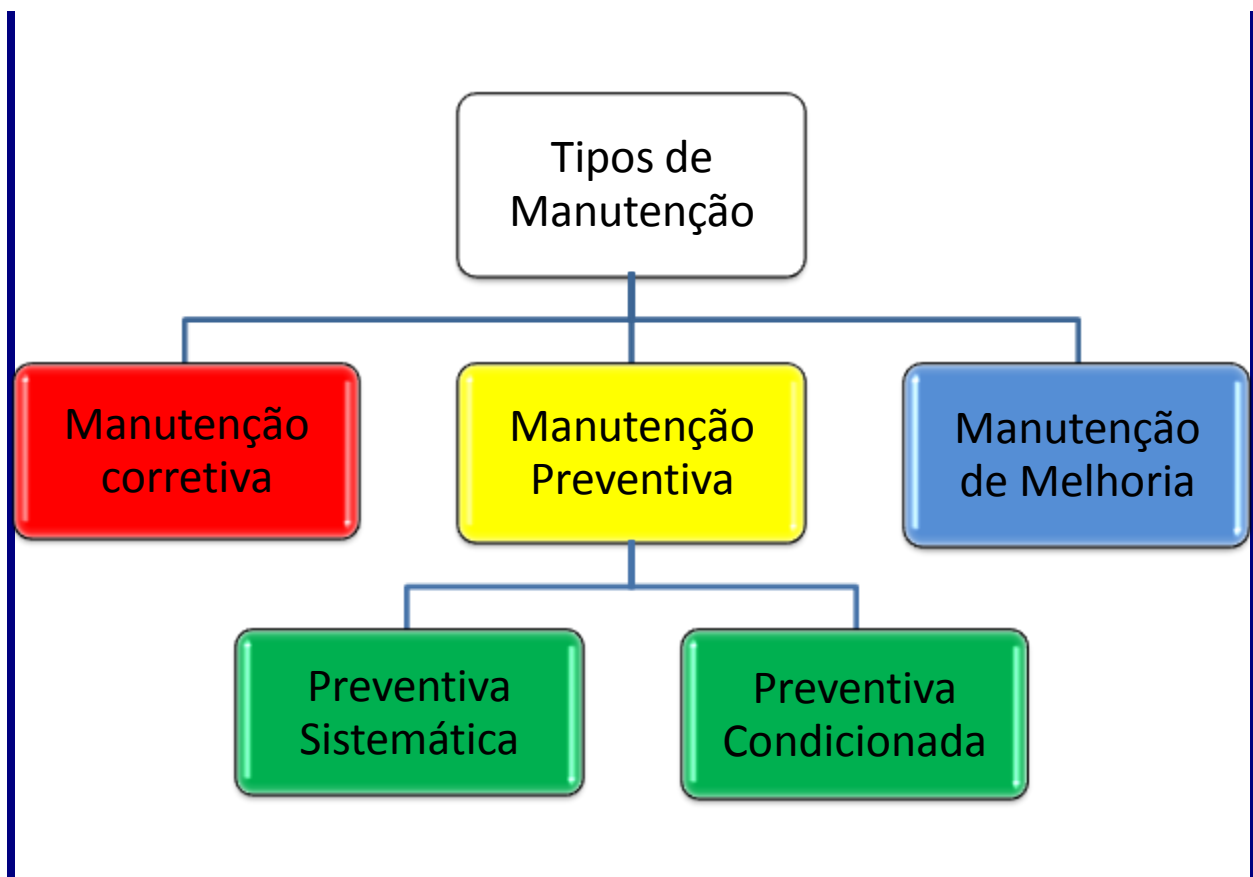 Tipos de
Manutenção
Manutenção
corretiva
Manutenção
Preventiva
Manutenção
de Melhoria
Preventiva
Sistemática
Preventiva
Condicionada